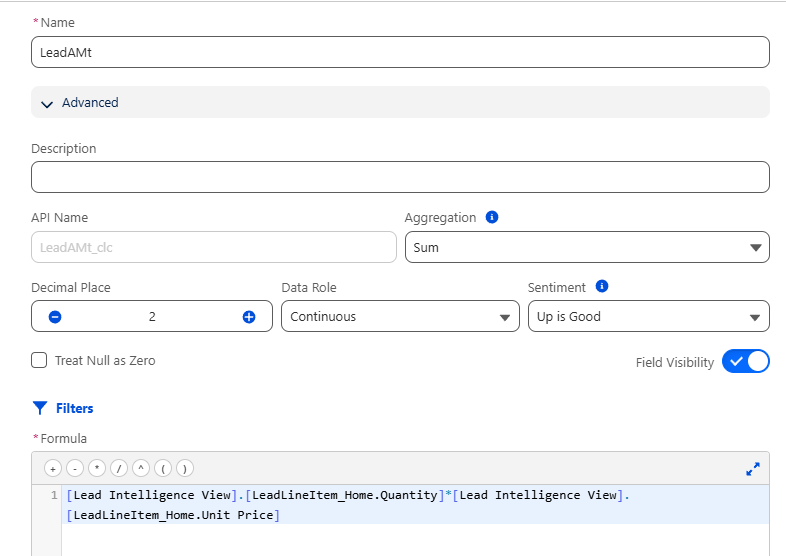 * Name
LeadAMt
Advanced
Description
API Name
Aggregation i
LeadAMt_clc
Sum
Decimal Place
Data Role
Sentiment i
2
Continuous
Up is Good
Treat Null as Zero
Field Visibility
Filters
* Formula
+ - * / ^ ( )
1 [Lead Intelligence View].[LeadLineItem_Home.Quantity]*[Lead Intelligence View].
[LeadLineItem_Home.Unit Price]